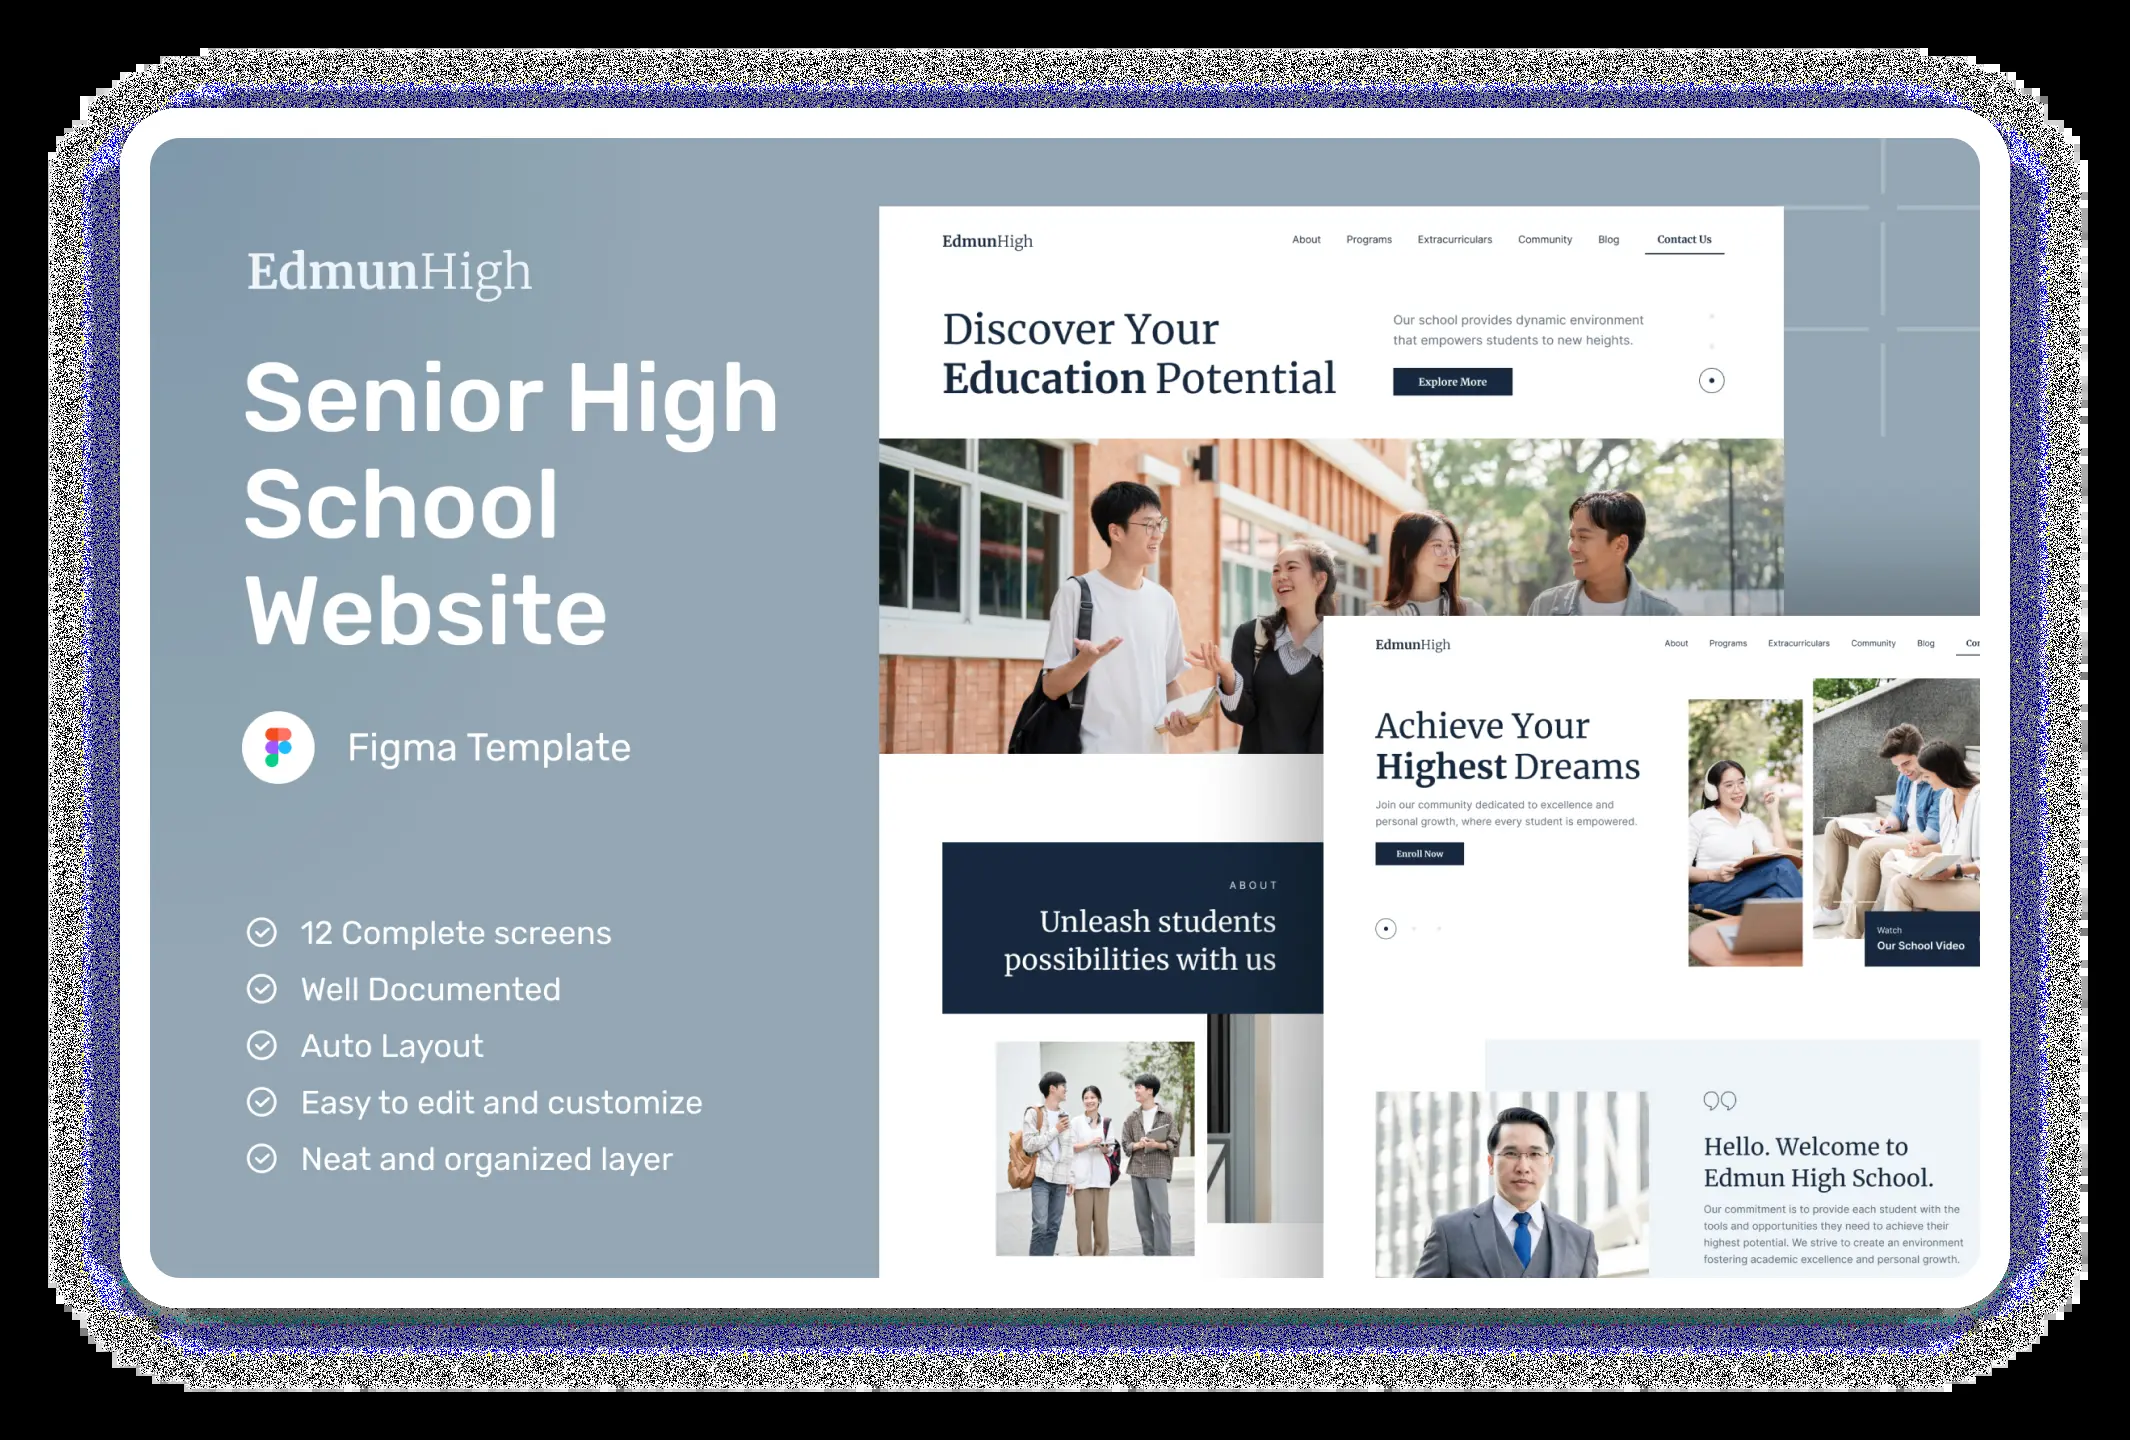 EdmunHigh
Senior High
School
Website
Figma Template
12 Complete screens
Well Documented
Auto Layout
Easy to edit and customize
Neat and organized layer
EdmunHigh
About Programs Extracurriculars Community Blog Contact Us
Discover Your
Education Potential
Our school provides dynamic environment
that empowers students to new heights.
Explore More
ABOUT
Unleash students
possibilities with us
EdmunHigh
About Programs Extracurriculars Community Blog Con
Achieve Your
Highest Dreams
Join our community dedicated to excellence and
personal growth, where every student is empowered.
Enroll Now
Watch
Our School Video
Hello. Welcome to
Edmun High School.
Our commitment is to provide each student with the
tools and opportunities they need to achieve their
highest potential. We strive to create an environment
fostering academic excellence and personal growth.